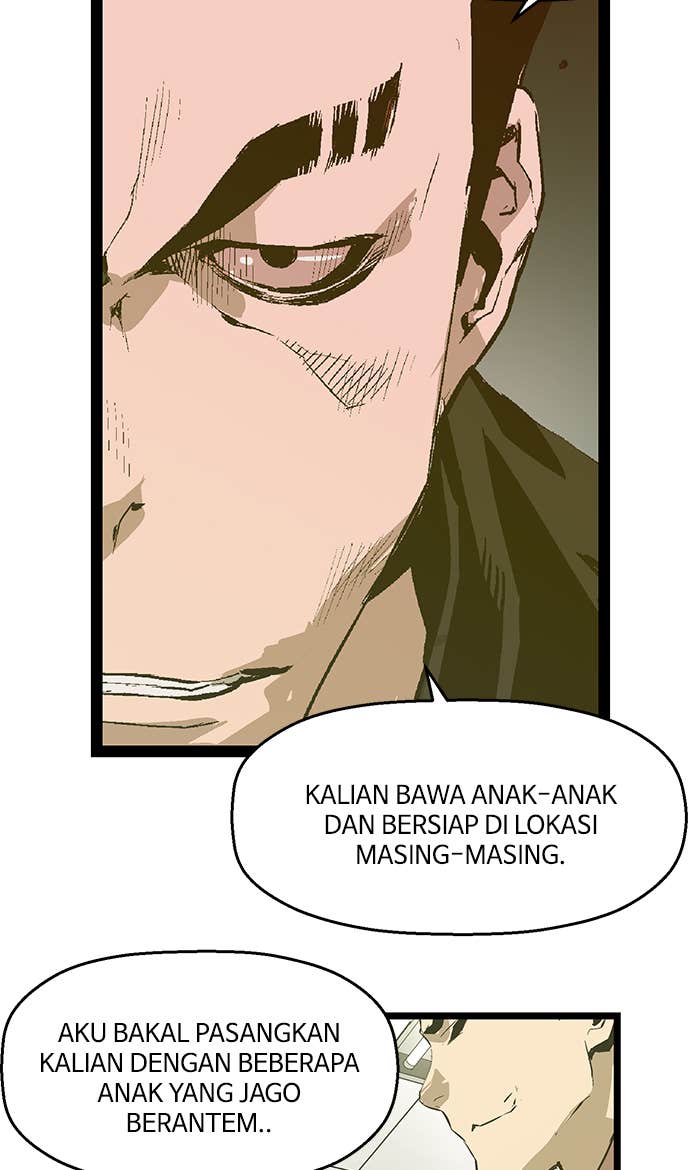 KALIAN BAWA ANAK-ANAK
DAN BERSIAP DI LOKASI
MASING-MASING.
AKU BAKAL PASANGKAN
KALIAN DENGAN BEBERAPA
ANAK YANG JAGO
BERANTEM..